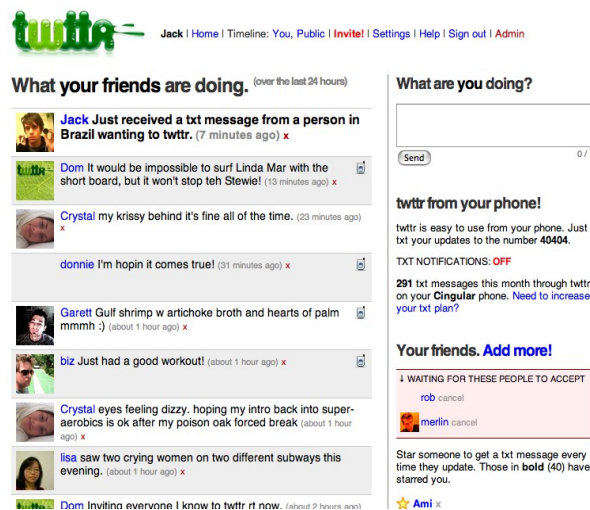 twttr
Jack | Home | Timeline: You, Public | Invite! | Settings | Help | Sign out | Admin
What your friends are doing. (over the last 24 hours)
Jack Just received a txt message from a person in
Brazil wanting to twttr. (7 minutes ago) x
twttr
Dom It would be impossible to surf Linda Mar with the
short board, but it won't stop teh Stewie! (13 minutes ago) x
Crystal my krissy behind it's fine all of the time. (23 minutes ago)
x
donnie I'm hopin it comes true! (31 minutes ago) x
Garett Gulf shrimp w artichoke broth and hearts of palm
mmmh :) (about 1 hour ago) x
biz Just had a good workout! (about 1 hour ago) x
Crystal eyes feeling dizzy. hoping my intro back into super-
aerobics is ok after my poison oak forced break (about 1 hour
ago) x
lisa saw two crying women on two different subways this
evening. (about 1 hour ago) x
twttr
Dom Inviting everyone I know to twttr rt now. (about 2 hours ago)
What are you doing?
Send
0 /
twttr from your phone!
twttr is easy to use from your phone. Just
txt your updates to the number 40404.
TXT NOTIFICATIONS: OFF
291 txt messages this month through twttr
on your Cingular phone. Need to increase
your txt plan?
Your friends. Add more!
↓ WAITING FOR THESE PEOPLE TO ACCEPT
rob cancel
merlin cancel
Star someone to get a txt message every
time they update. Those in bold (40) have
starred you.
Ami x